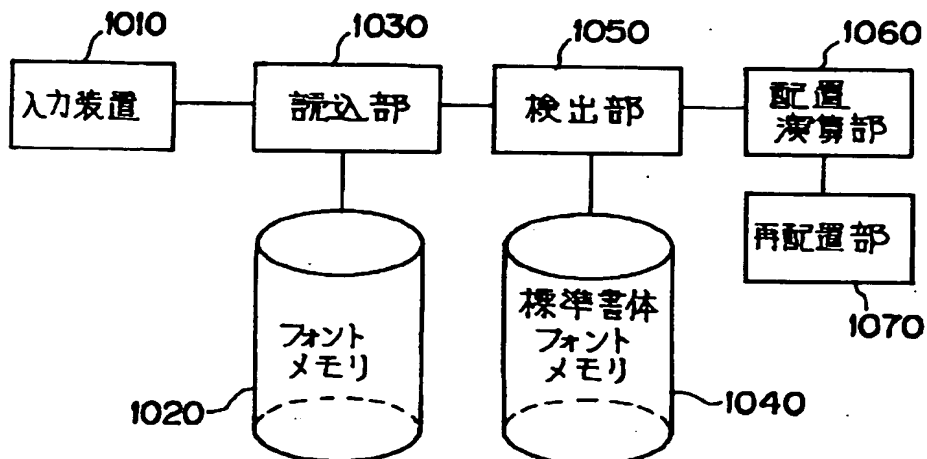 1010
1030
1050
1060
入力装置
読込部
検出部
配置
演算部
再配置部
1070
フォント
メモリ
1020
標準書体
フォント
メモリ
1040